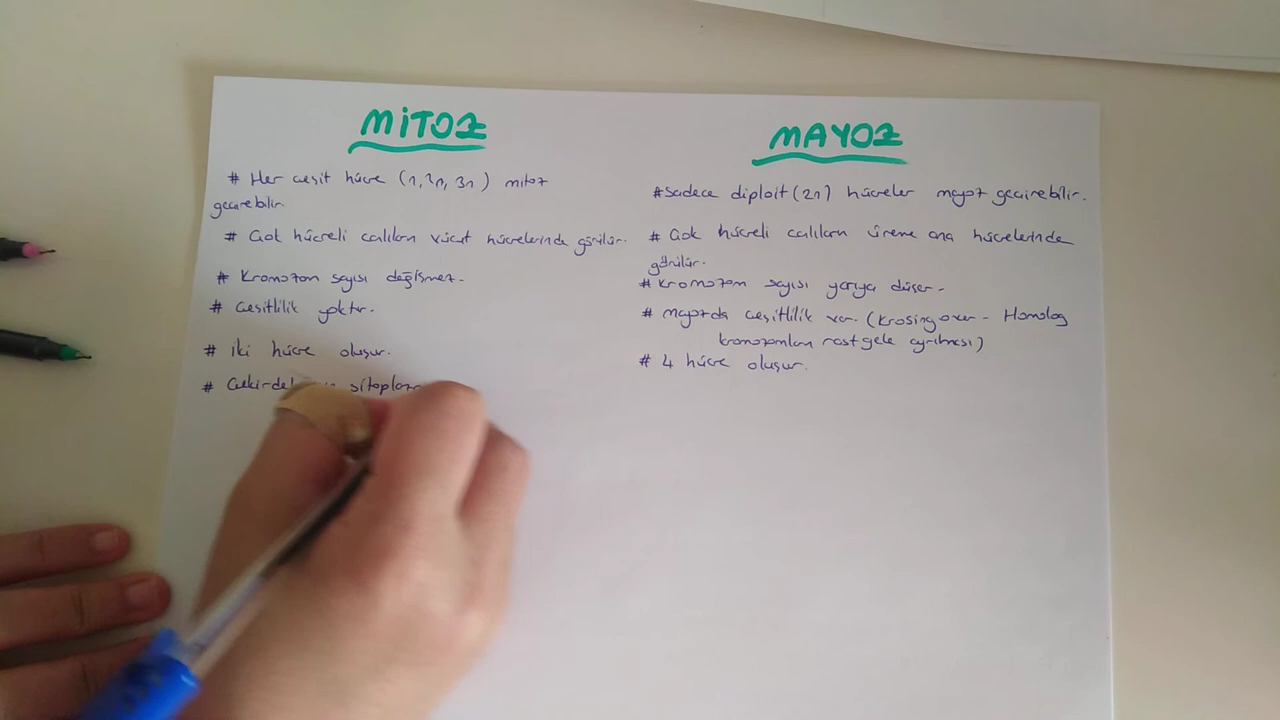 MİTOZ
# Her çeşit hücre (n, 2n, 3n) mitoz
geçirebilir.
# Çok hücreli canlıların vücut hücrelerinde görülür.
# Kromozom sayısı değişmez.
# Çeşitlilik yoktur.
# İki hücre oluşur.
MAYOZ
# Sadece diploit (2n) hücreler mayoz geçirebilir.
# Çok hücreli canlıların üreme ana hücrelerinde
görülür.
# Kromozom sayısı yarıya düşer.
# Mayozda çeşitlilik var. (Krosing over - Homolog
kromozomların rastgele ayrılması)
# 4 hücre oluşur.